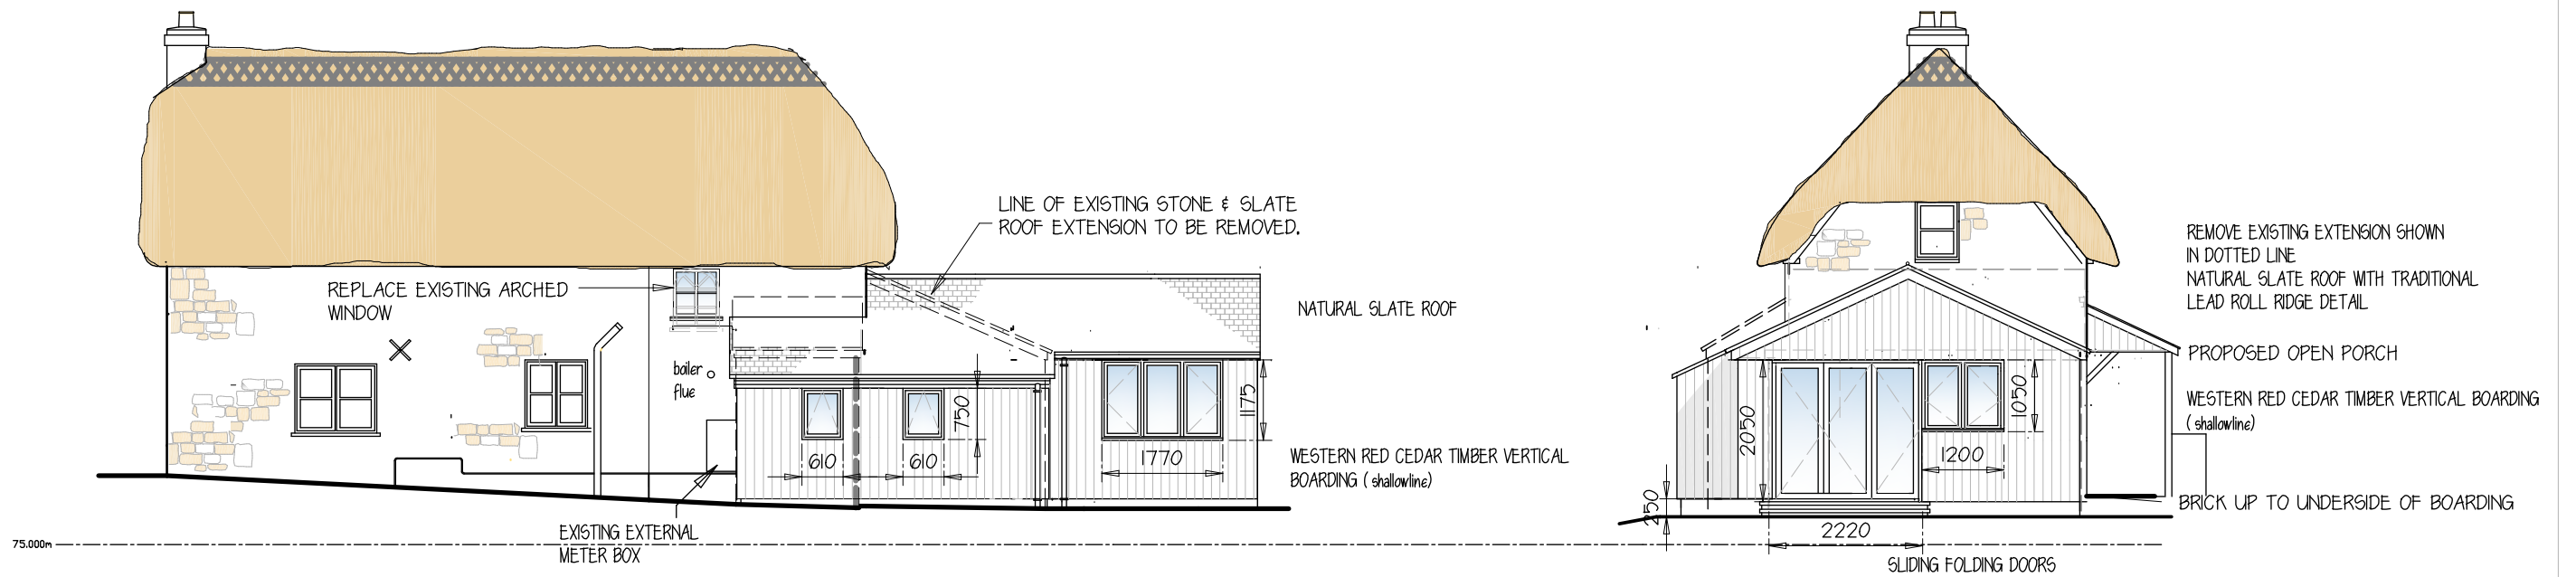 LINE OF EXISTING STONE & SLATE
ROOF EXTENSION TO BE REMOVED.
REPLACE EXISTING ARCHED
WINDOW
NATURAL SLATE ROOF
boiler
flue
750
1175
610
610
1770
WESTERN RED CEDAR TIMBER VERTICAL
BOARDING ( shallowline)
EXISTING EXTERNAL
METER BOX
75.000m
REMOVE EXISTING EXTENSION SHOWN
IN DOTTED LINE
NATURAL SLATE ROOF WITH TRADITIONAL
LEAD ROLL RIDGE DETAIL
PROPOSED OPEN PORCH
WESTERN RED CEDAR TIMBER VERTICAL BOARDING
( shallowline)
2050
1050
1200
250
BRICK UP TO UNDERSIDE OF BOARDING
2220
SLIDING FOLDING DOORS